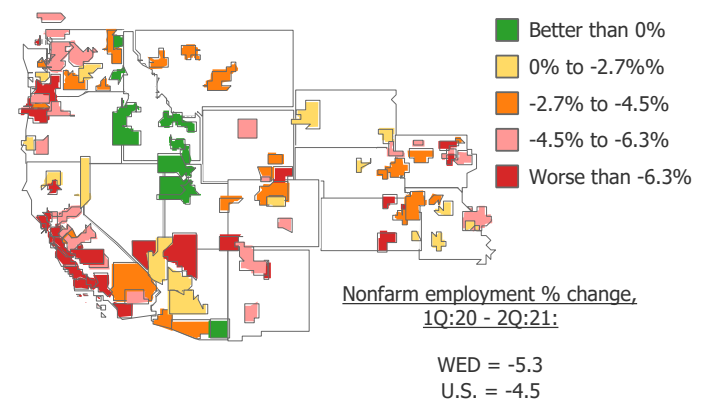 Better than 0%
0% to -2.7%%
-2.7% to -4.5%
-4.5% to -6.3%
Worse than -6.3%
Nonfarm employment % change,
1Q:20 - 2Q:21:
WED = -5.3
U.S. = -4.5